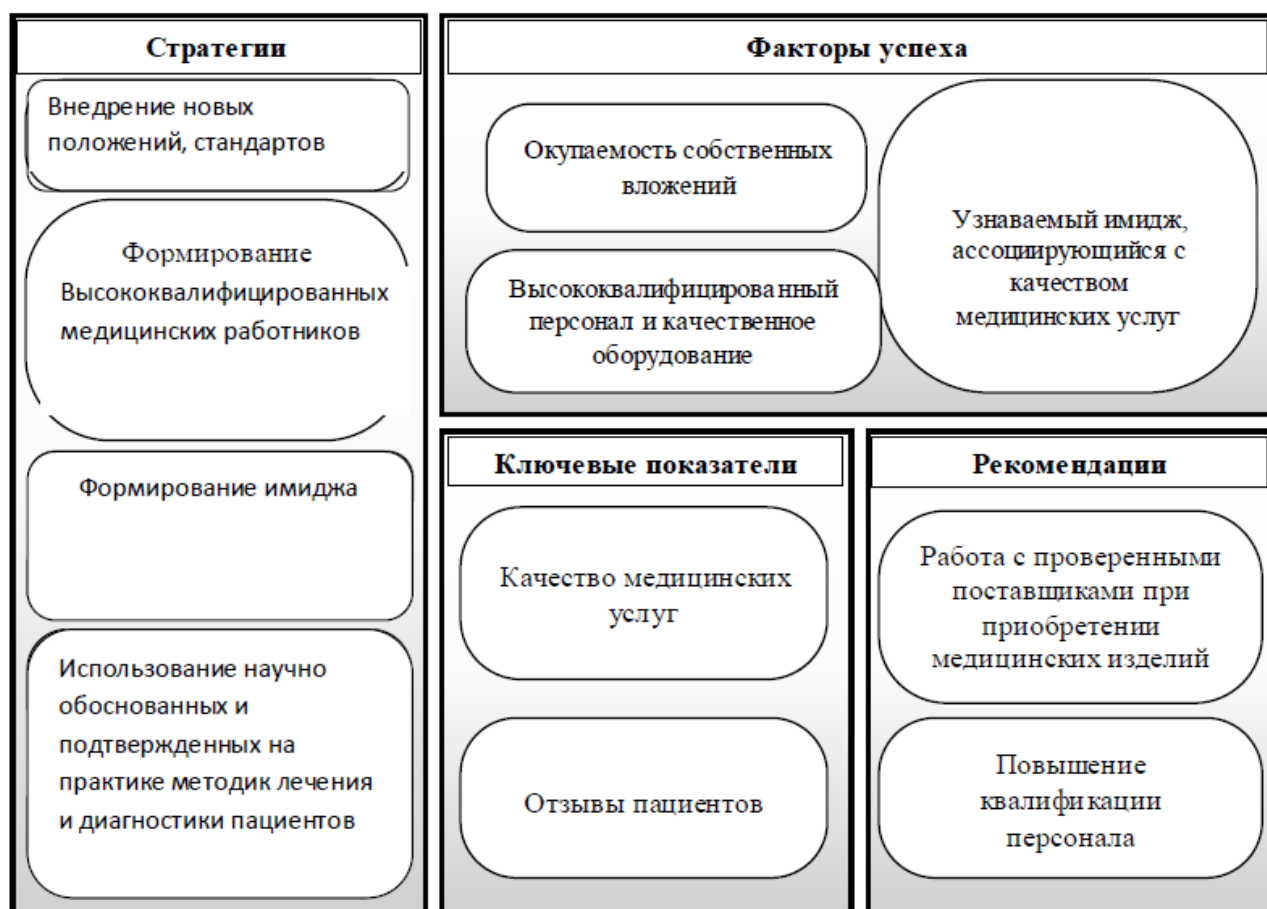 Стратегии
Внедрение новых
положений, стандартов
Формирование
Высококвалифицированных
медицинских работников
Формирование имиджа
Использование научно
обоснованных и
подтвержденных на
практике методик лечения
и диагностики пациентов
Факторы успеха
Окупаемость собственных
вложений
Высококвалифицированный
персонал и качественное
оборудование
Узнаваемый имидж,
ассоциирующийся с
качеством
медицинских услуг
Ключевые показатели
Качество медицинских
услуг
Отзывы пациентов
Рекомендации
Работа с проверенными
поставщиками при
приобретении
медицинских изделий
Повышение
квалификации
персонала